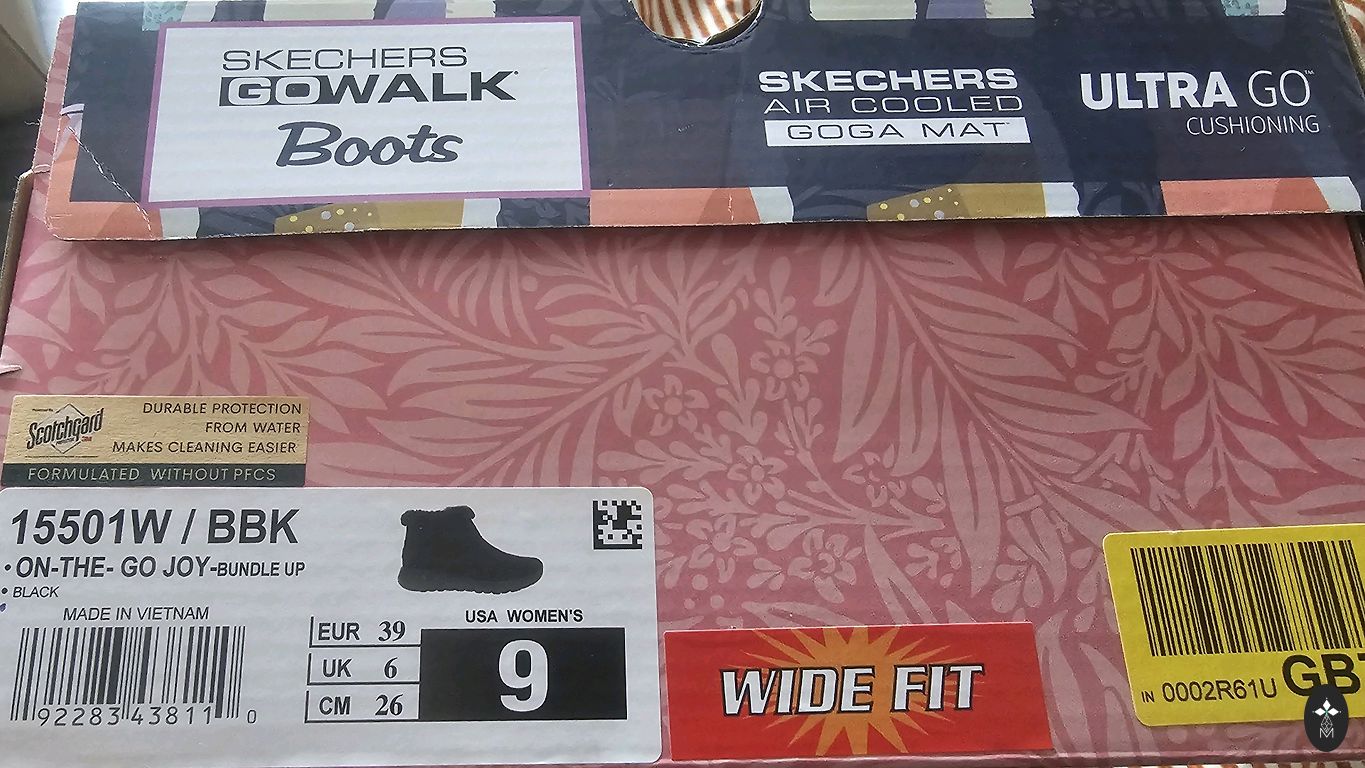 SKECHERS
GOWALK
Boots
SKECHERS
AIR COOLED
GOGA MAT
ULTRA GO™
CUSHIONING
Scotchgard
3M
DURABLE PROTECTION
FROM WATER
MAKES CLEANING EASIER
FORMULATED WITHOUT PFCS
15501W / BBK
• ON-THE- GO JOY-BUNDLE UP
• BLACK
MADE IN VIETNAM
92283 43811 0
EUR 39
UK 6
CM 26
USA WOMEN'S
9
WIDE FIT
IN 0002R61U
M